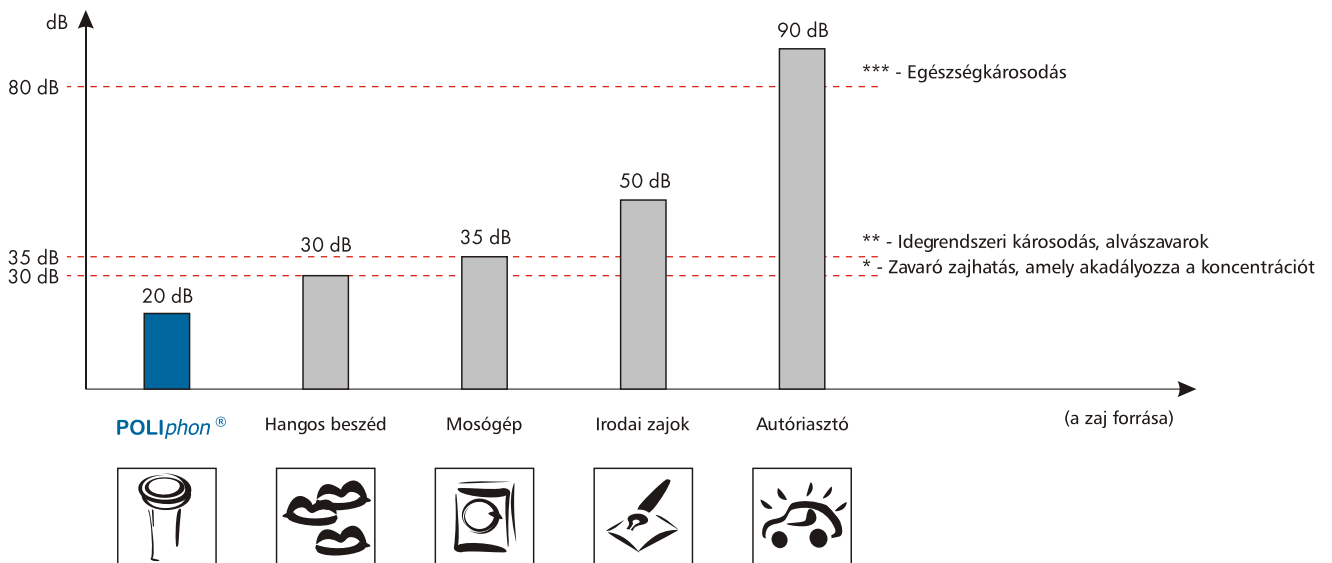 dB
90 dB
*** - Egészségkárosodás
80 dB
50 dB
35 dB
** - Idegrendszeri károsodás, alvászavarok
30 dB
35 dB
* - Zavaró zajhatás, amely akadályozza a koncentrációt
30 dB
20 dB
POLIphon ®
Hangos beszéd
Mosógép
Irodai zajok
Autóriasztó
(a zaj forrása)